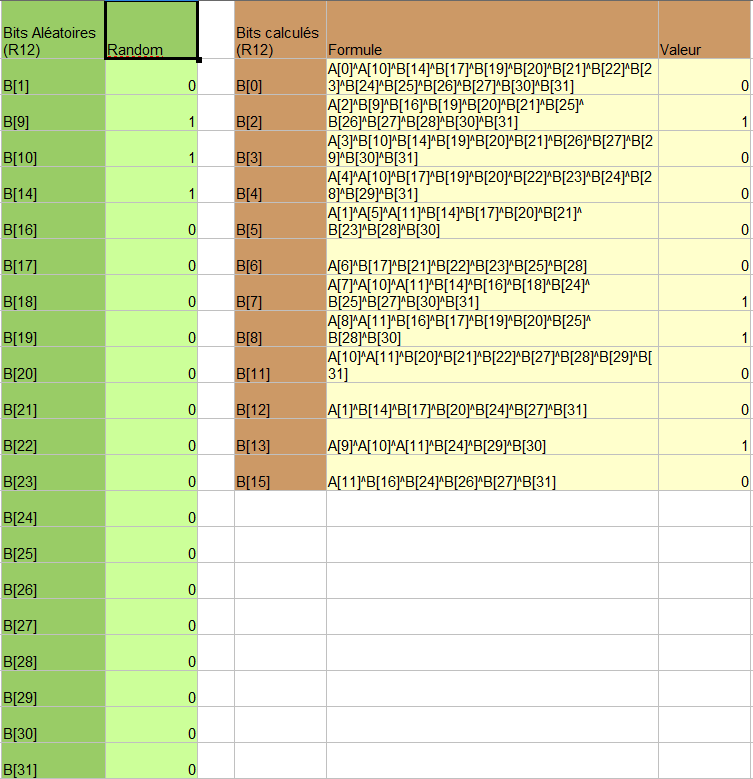 Bits Aléatoires
(R12)
Random
Bits calculés
(R12)
Formule
Valeur
B[1]
0
B[0]
A[0]^A[10]^B[14]^B[17]^B[19]^B[20]^B[21]^B[22]^B[2
3]^B[24]^B[25]^B[26]^B[27]^B[30]^B[31]
0
B[9]
1
B[2]
A[2]^B[9]^B[16]^B[19]^B[20]^B[21]^B[25]^
B[26]^B[27]^B[28]^B[30]^B[31]
1
B[10]
1
B[3]
A[3]^B[10]^B[14]^B[19]^B[20]^B[21]^B[26]^B[27]^B[2
9]^B[30]^B[31]
0
B[14]
1
B[4]
A[4]^A[10]^B[17]^B[19]^B[20]^B[22]^B[23]^B[24]^B[2
8]^B[29]^B[31]
0
B[16]
0
B[5]
A[1]^A[5]^A[11]^B[14]^B[17]^B[20]^B[21]^
B[23]^B[28]^B[30]
0
B[17]
0
B[6]
A[6]^B[17]^B[21]^B[22]^B[23]^B[25]^B[28]
0
B[18]
0
B[7]
A[7]^A[10]^A[11]^B[14]^B[16]^B[18]^B[24]^
B[25]^B[27]^B[30]^B[31]
1
B[19]
0
B[8]
A[8]^A[11]^B[16]^B[17]^B[19]^B[20]^B[25]^
B[28]^B[30]
1
B[20]
0
B[11]
A[10]^A[11]^B[20]^B[21]^B[22]^B[27]^B[28]^B[29]^B[
31]
0
B[21]
0
B[12]
A[1]^B[14]^B[17]^B[20]^B[24]^B[27]^B[31]
0
B[22]
0
B[13]
A[9]^A[10]^A[11]^B[24]^B[29]^B[30]
1
B[23]
0
B[15]
A[11]^B[16]^B[24]^B[26]^B[27]^B[31]
0
B[24]
0
B[25]
0
B[26]
0
B[27]
0
B[28]
0
B[29]
0
B[30]
0
B[31]
0